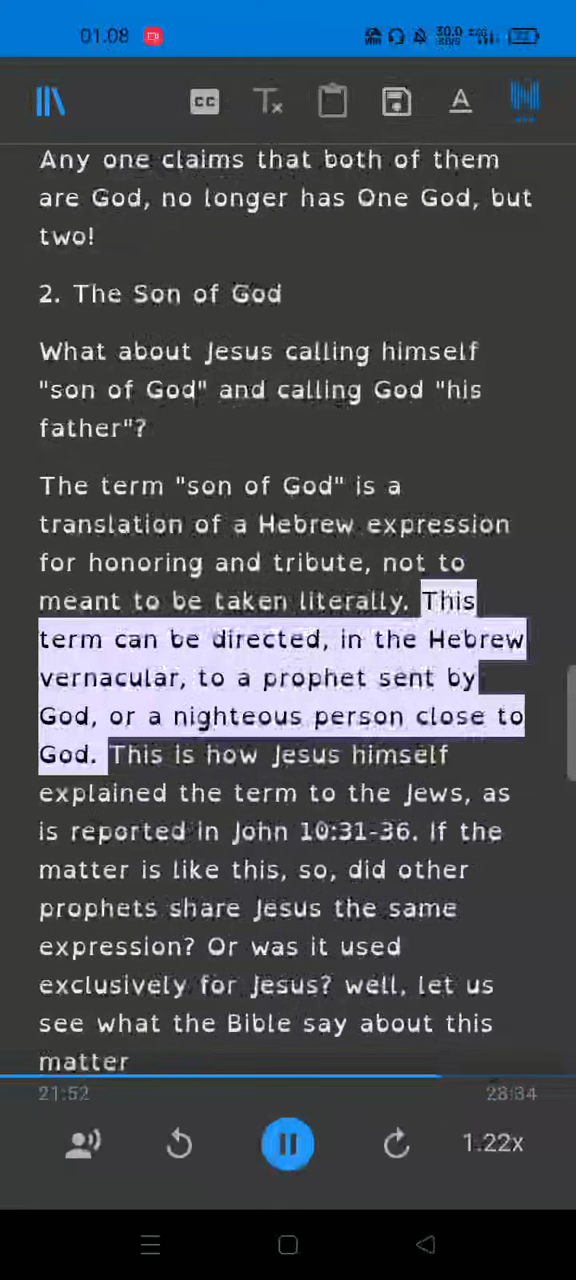 01.08
30.0
KB/S
CC
Any one claims that both of them
are God, no longer has One God, but
two!
2. The Son of God
What about Jesus calling himself
"son of God" and calling God "his
father"?
The term "son of God" is a
translation of a Hebrew expression
for honoring and tribute, not to
meant to be taken literally. This
term can be directed, in the Hebrew
vernacular, to a prophet sent by
God, or a nighteous person close to
God. This is how Jesus himself
explained the term to the Jews, as
is reported in John 10:31-36. If the
matter is like this, so, did other
prophets share Jesus the same
expression? Or was it used
exclusively for Jesus? well, let us
see what the Bible say about this
matter
21:52
28:34
1.22x